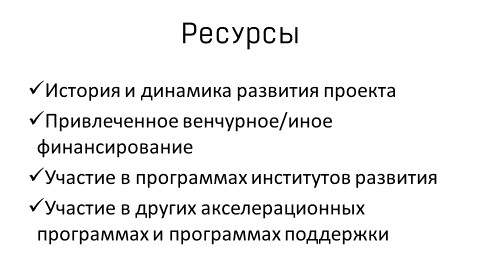 Ресурсы
✓История и динамика развития проекта
✓Привлеченное венчурное/иное
финансирование
✓Участие в программах институтов развития
✓Участие в других акселерационных
программах и программах поддержки